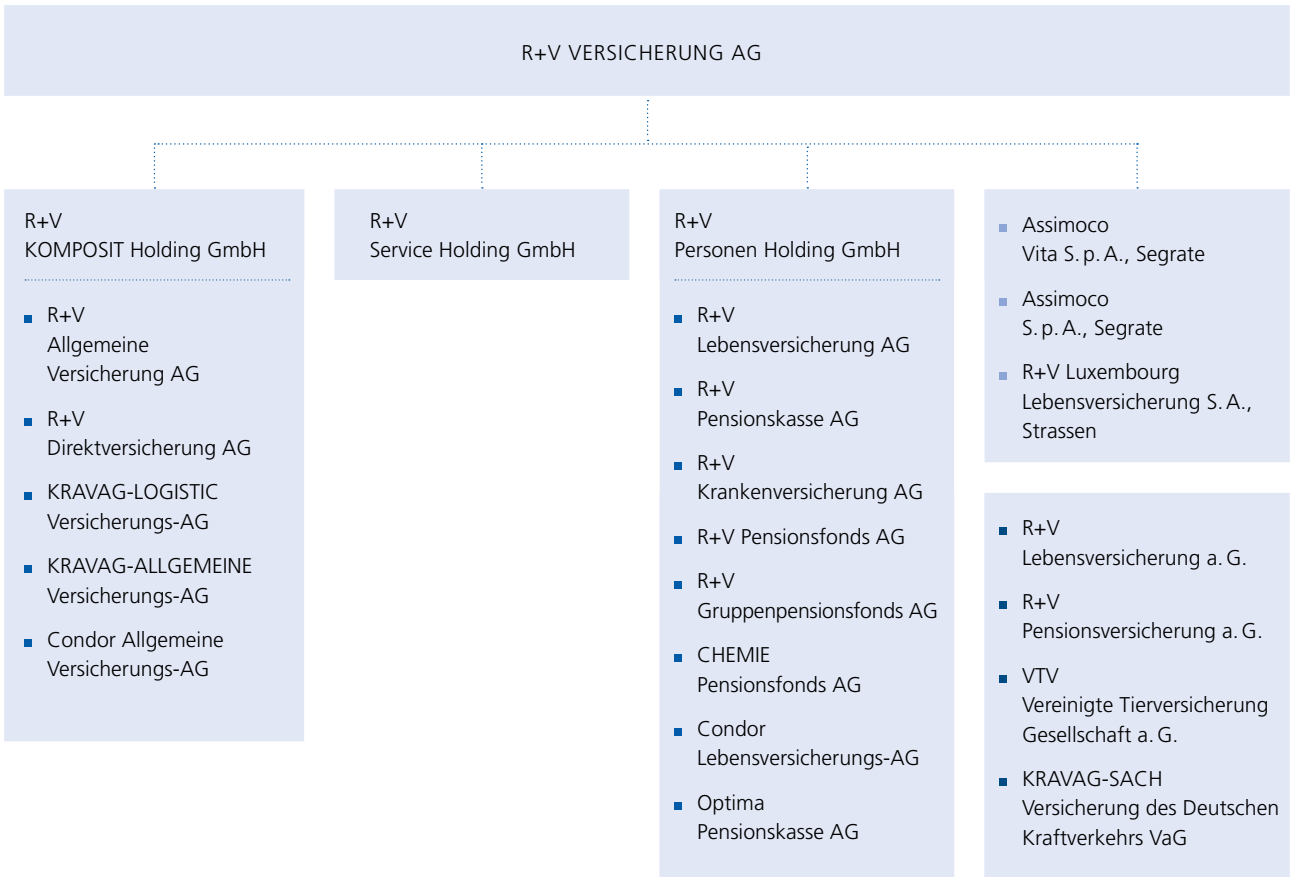 R+V VERSICHERUNG AG
R+V
KOMPOSIT Holding GmbH
R+V
Allgemeine
Versicherung AG
R+V
Direktversicherung AG
KRAVAG-LOGISTIC
Versicherungs-AG
KRAVAG-ALLGEMEINE
Versicherungs-AG
Condor Allgemeine
Versicherungs-AG
R+V
Service Holding GmbH
R+V
Personen Holding GmbH
R+V
Lebensversicherung AG
R+V
Pensionskasse AG
R+V
Krankenversicherung AG
R+V Pensionsfonds AG
R+V
Gruppenpensionsfonds AG
CHEMIE
Pensionsfonds AG
Condor
Lebensversicherungs-AG
Optima
Pensionskasse AG
Assimoco
Vita S. p. A., Segrate
Assimoco
S. p. A., Segrate
R+V Luxembourg
Lebensversicherung S. A.,
Strassen
R+V
Lebensversicherung a. G.
R+V
Pensionsversicherung a. G.
VTV
Vereinigte Tierversicherung
Gesellschaft a. G.
KRAVAG-SACH
Versicherung des Deutschen
Kraftverkehrs VaG